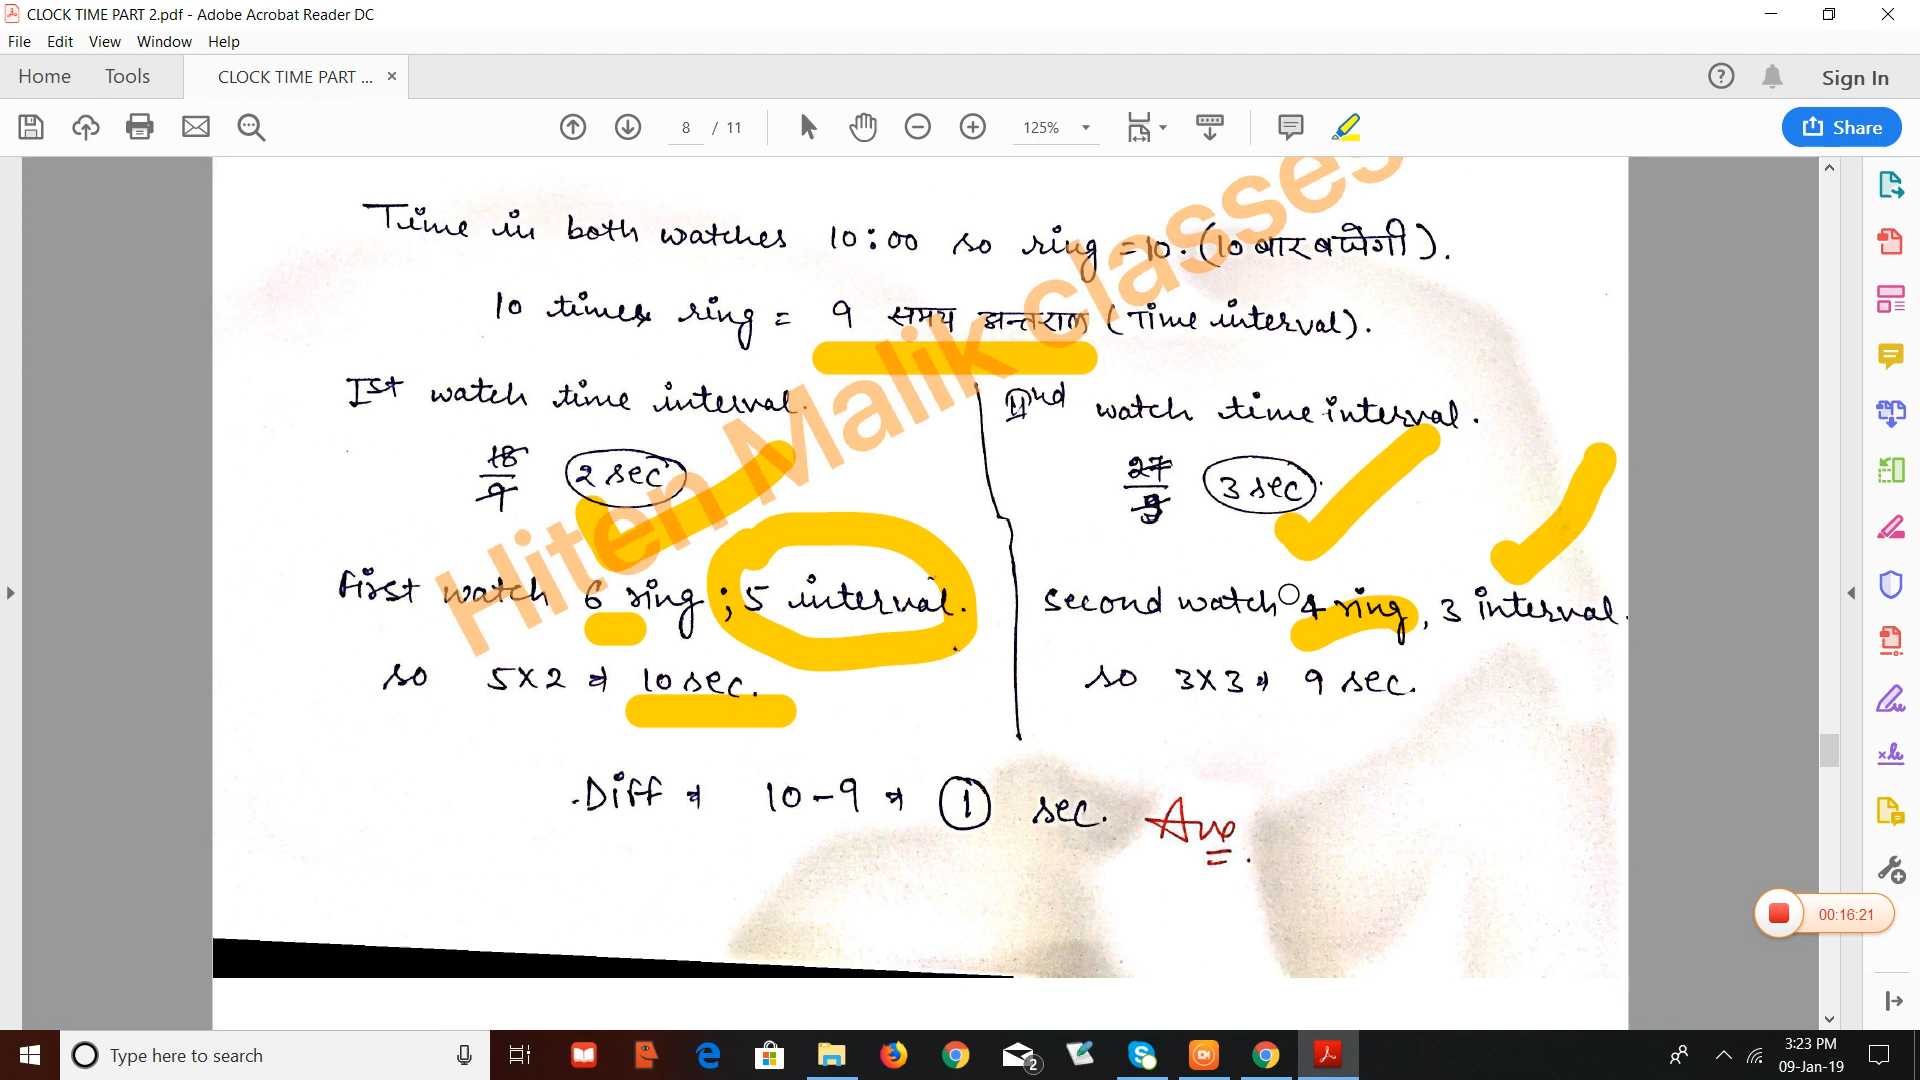 CLOCK TIME PART 2.pdf - Adobe Acrobat Reader DC
File Edit View Window Help
Home Tools CLOCK TIME PART ... × Sign In
8 / 11 125% Share
Time in both watches 10:00 so ring = 10. (10 बार बजेगी).
10 times ring = 9 समय अन्तराल (Time interval).
Ist watch time interval.
18/9 2 sec
First watch 6 ring ; 5 interval.
so 5x2 ⇒ 10 sec.
IInd watch time interval.
27/9 3 sec.
second watch 4 ring, 3 interval.
so 3x3 ⇒ 9 sec.
Diff ⇒ 10-9 ⇒ 1 sec. Ans.
Hiten Malik Classes
00:16:21
Type here to search
2
3:23 PM
09-Jan-19